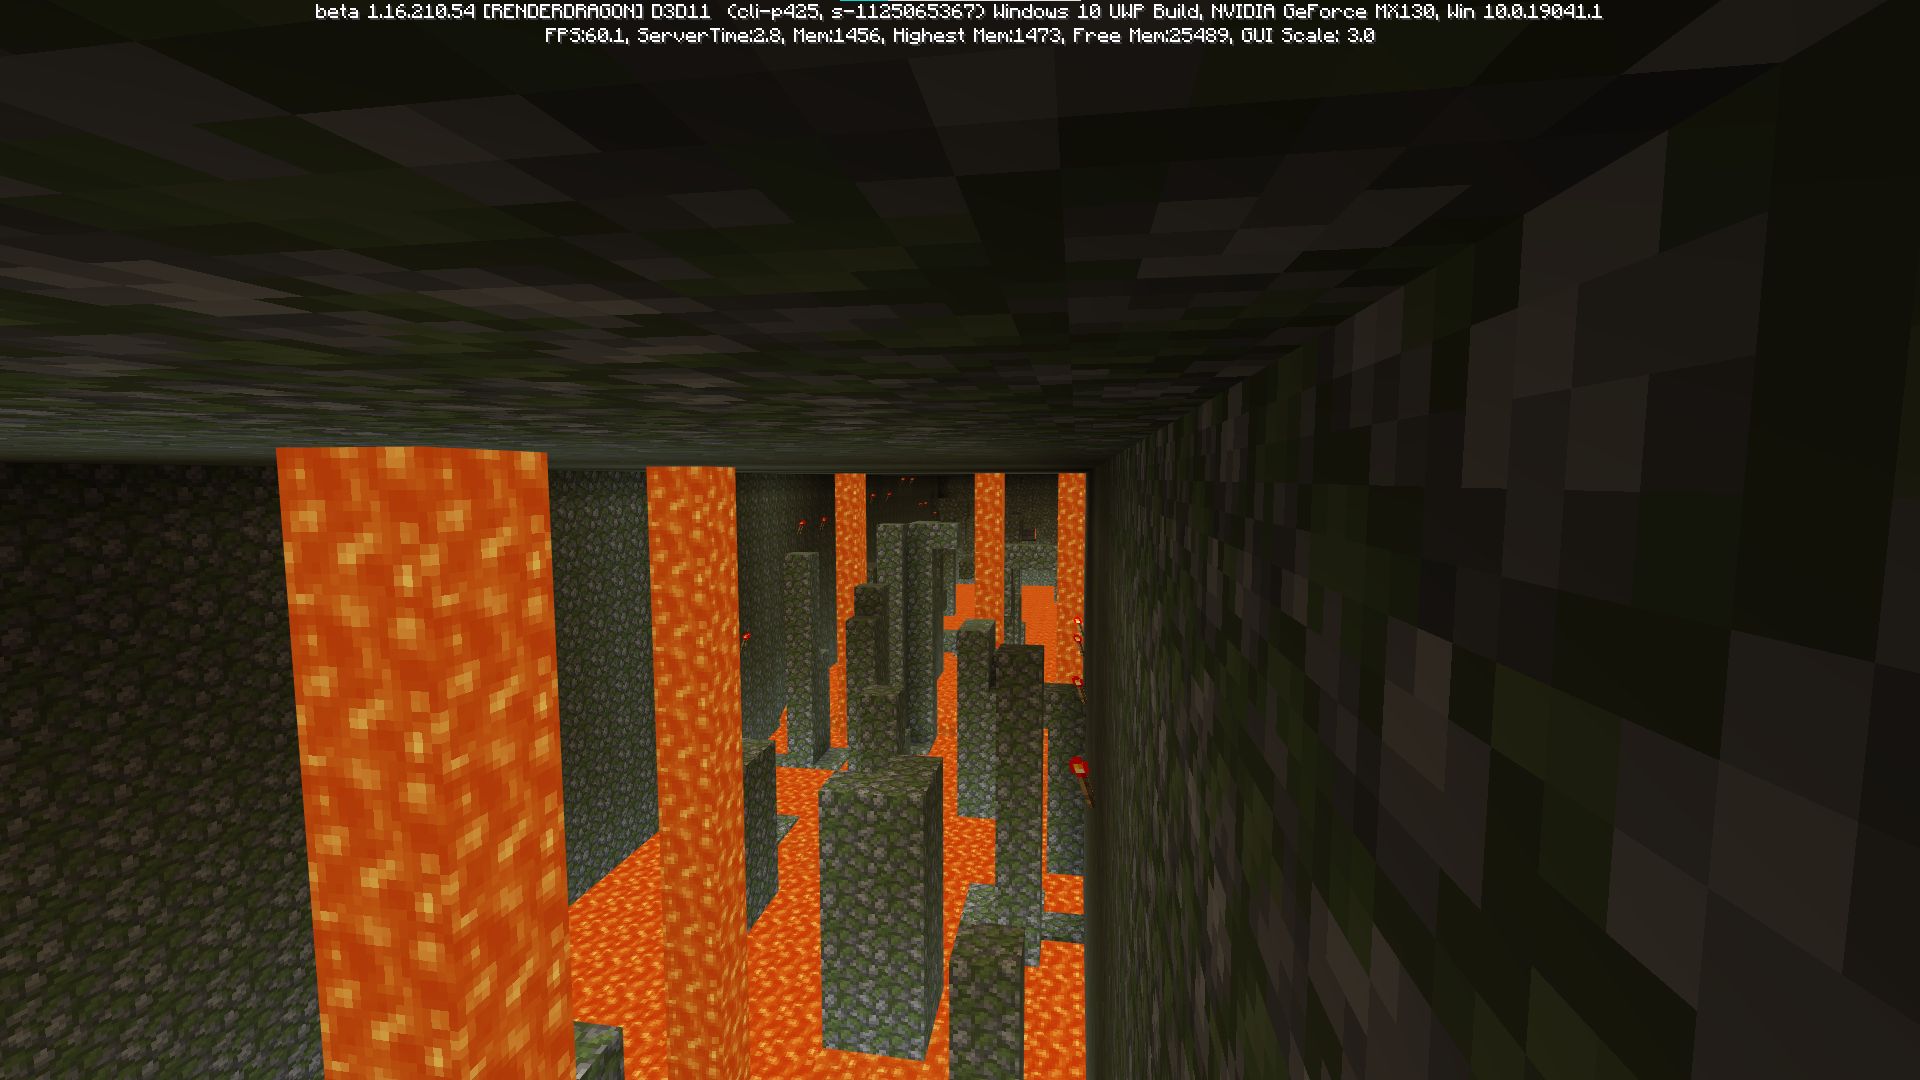 beta 1.16.210.54 [RENDERDRAGON] D3D11 (cli-p425, s-1125065367) Windows 10 UWP Build, NVIDIA GeForce MX130, Win 10.0.19041.1
FPS:60.1, ServerTime:2.8, Mem:1456, Highest Mem:1473, Free Mem:25489, GUI Scale: 3.0